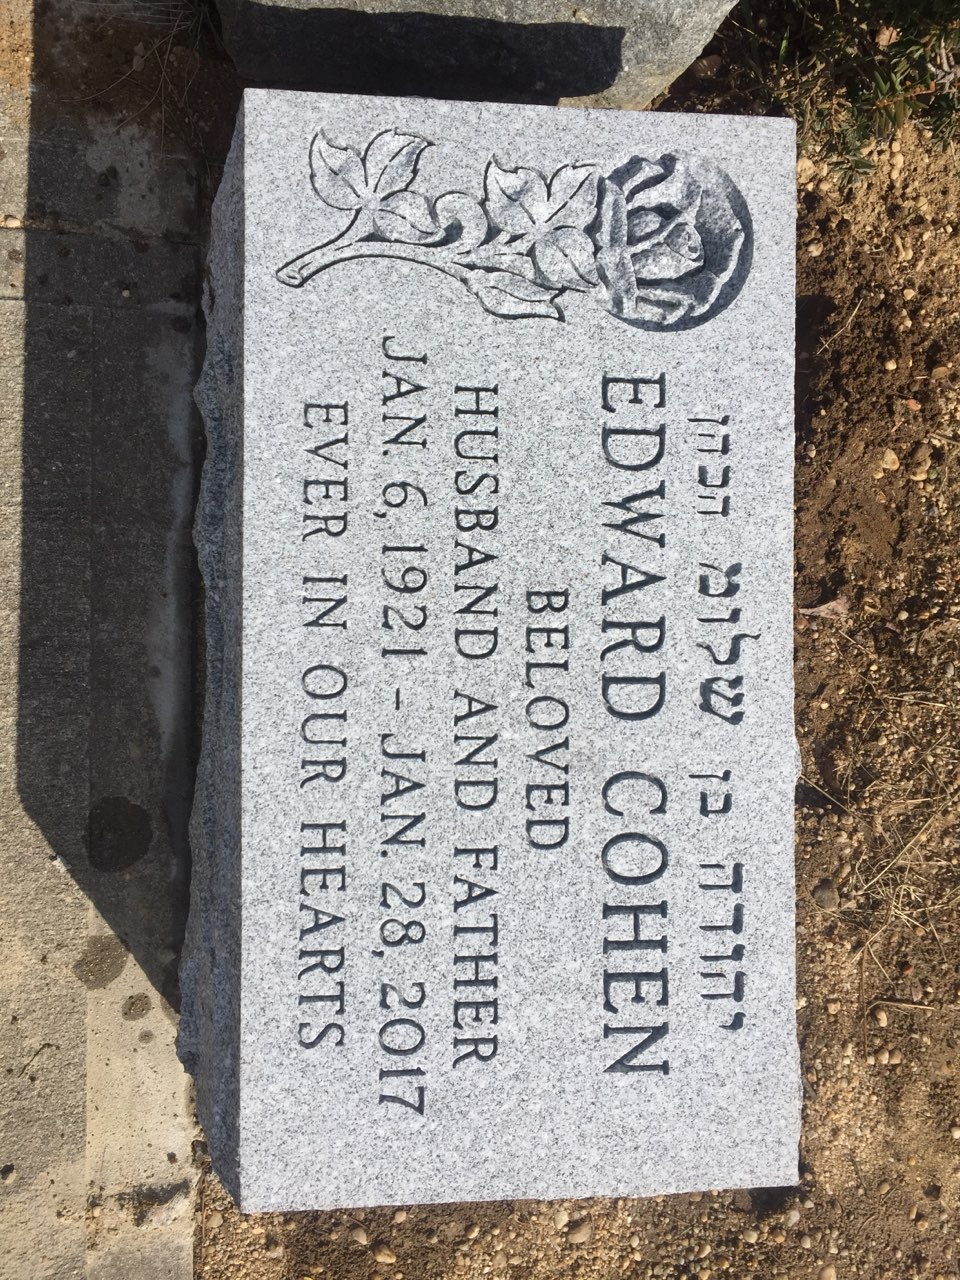 יהודה בן שלומ הכהן
EDWARD COHEN
BELOVED
HUSBAND AND FATHER
JAN. 6, 1921 - JAN. 28, 2017
EVER IN OUR HEARTS